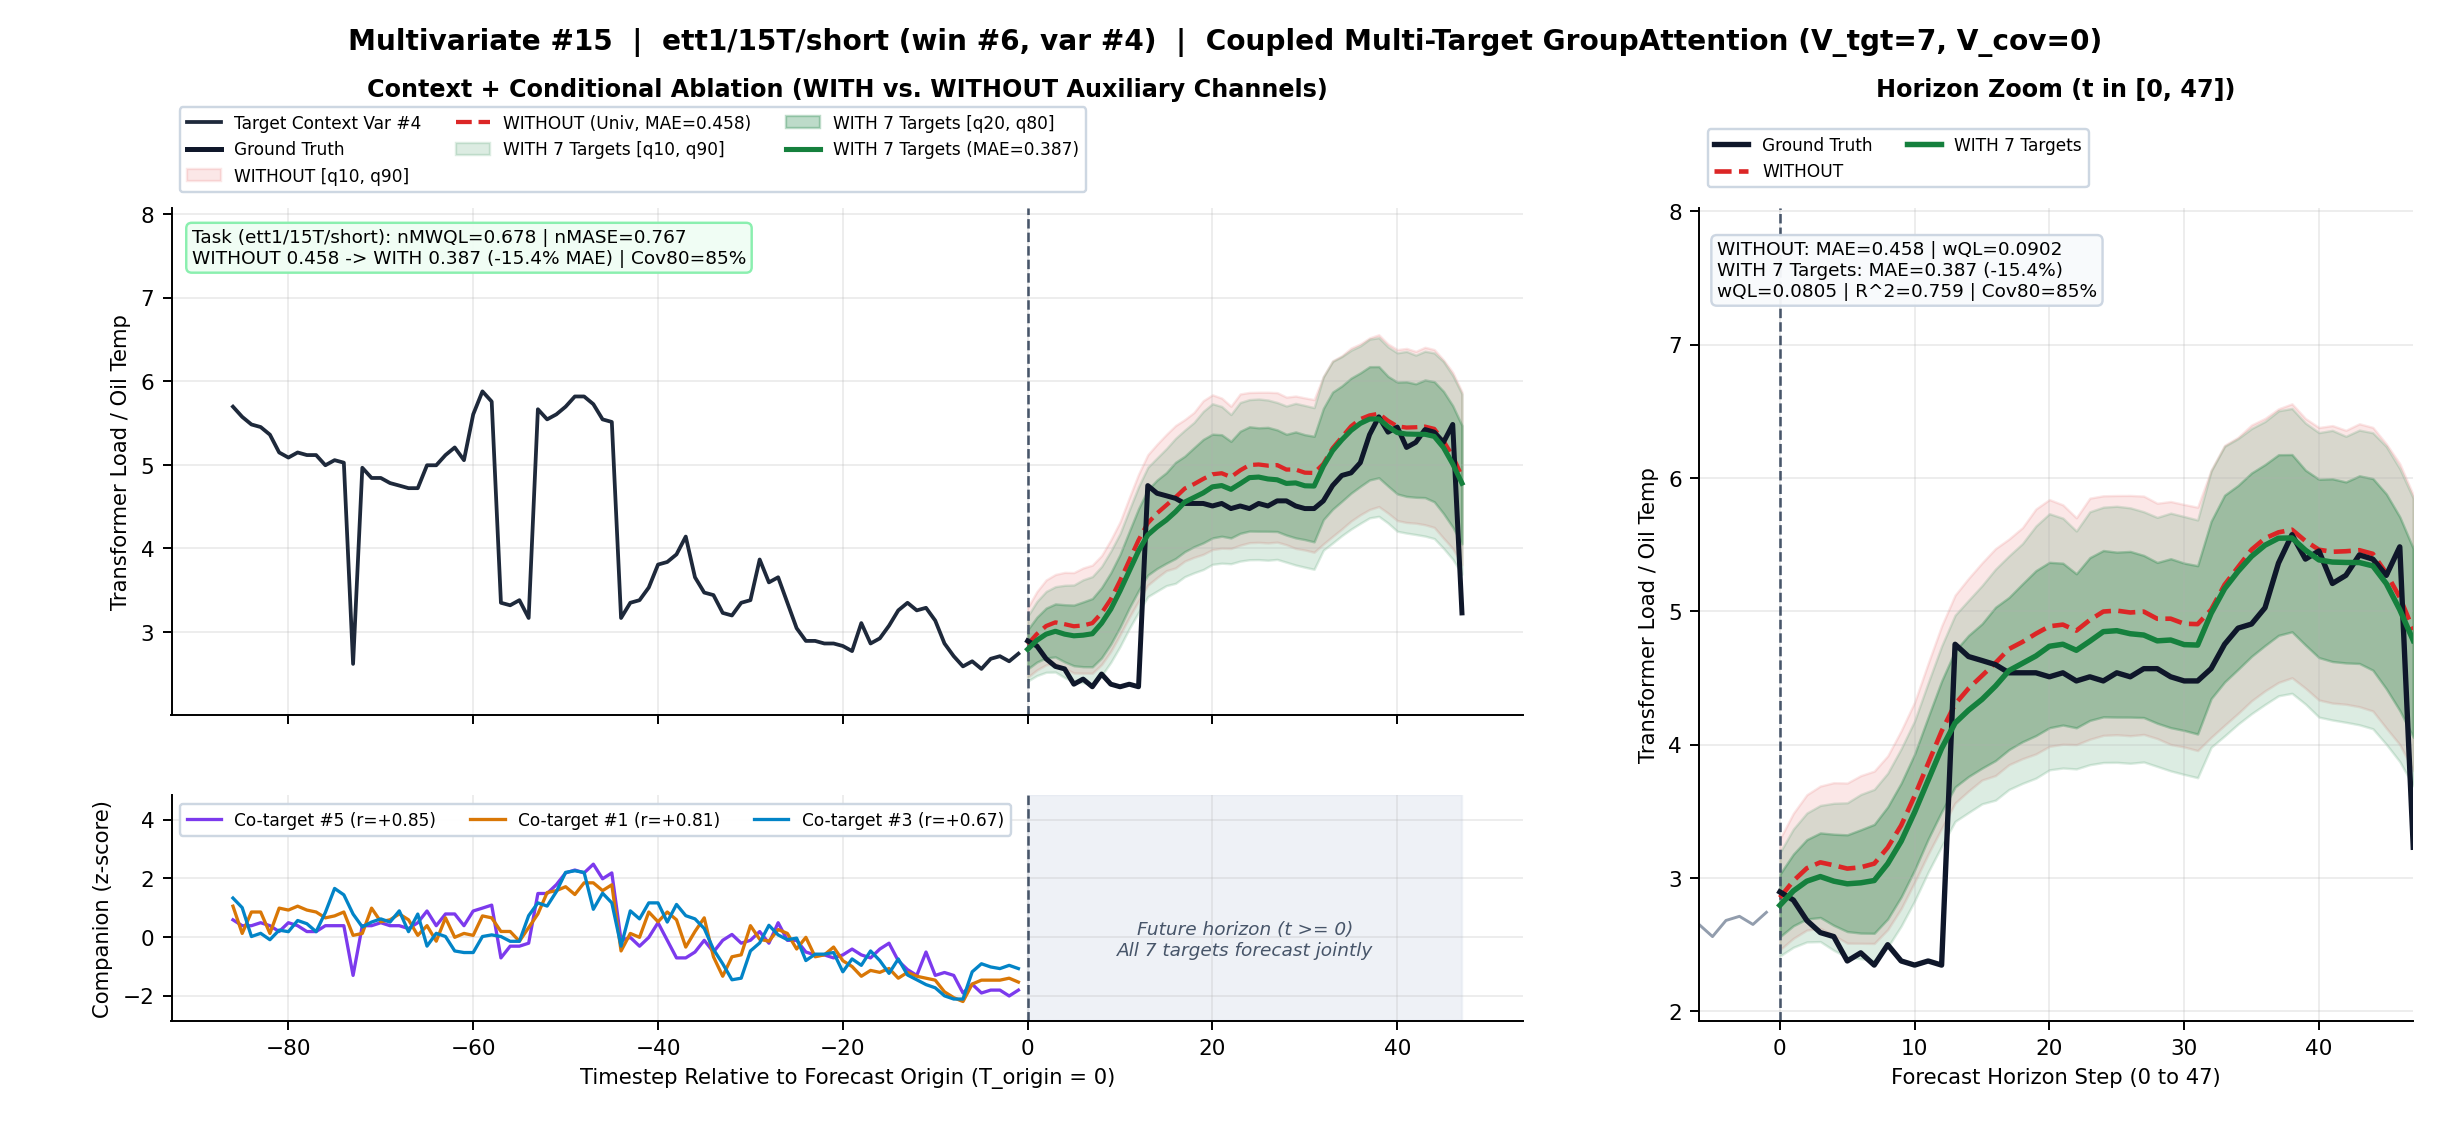 Multivariate #15 | ett1/15T/short (win #6, var #4) | Coupled Multi-Target GroupAttention (V_tgt=7, V_cov=0)
Context + Conditional Ablation (WITH vs. WITHOUT Auxiliary Channels)
Target Context Var #4
Ground Truth
WITHOUT [q10, q90]
WITHOUT (Univ, MAE=0.458)
WITH 7 Targets [q10, q90]
WITH 7 Targets [q20, q80]
WITH 7 Targets (MAE=0.387)
Task (ett1/15T/short): nMWQL=0.678 | nMASE=0.767
WITHOUT 0.458 -> WITH 0.387 (-15.4% MAE) | Cov80=85%
Transformer Load / Oil Temp
8
7
6
5
4
3
Co-target #5 (r=+0.85)
Co-target #1 (r=+0.81)
Co-target #3 (r=+0.67)
Future horizon (t >= 0)
All 7 targets forecast jointly
Companion (z-score)
4
2
0
−2
−80
−60
−40
−20
0
20
40
Timestep Relative to Forecast Origin (T_origin = 0)
Horizon Zoom (t in [0, 47])
Ground Truth
WITHOUT
WITH 7 Targets
WITHOUT: MAE=0.458 | wQL=0.0902
WITH 7 Targets: MAE=0.387 (-15.4%)
wQL=0.0805 | R^2=0.759 | Cov80=85%
Transformer Load / Oil Temp
8
7
6
5
4
3
2
0
10
20
30
40
Forecast Horizon Step (0 to 47)